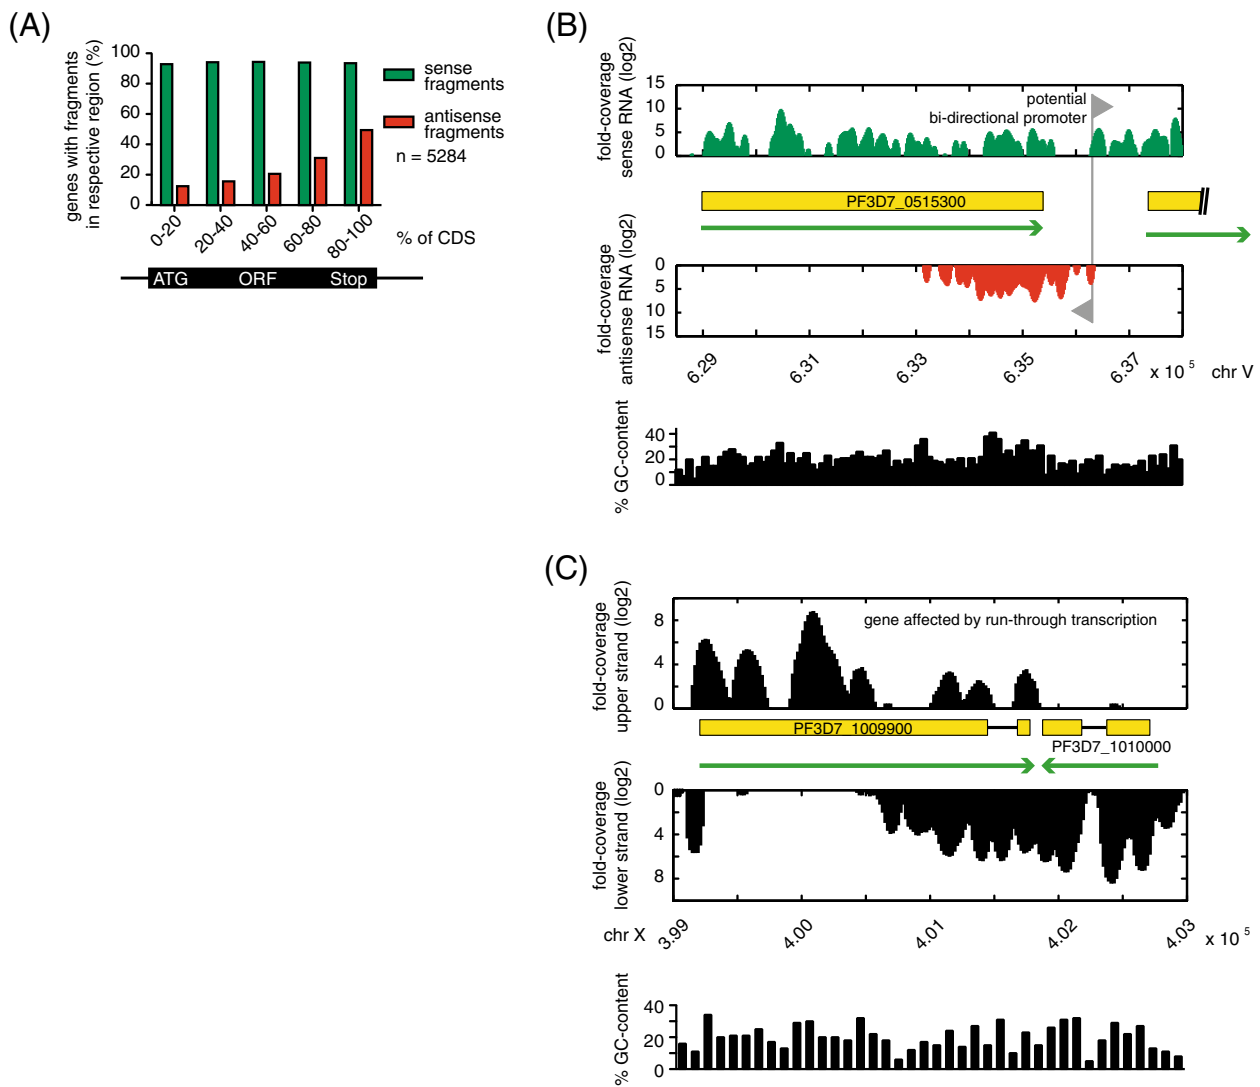 (A)
genes with fragments
in respective region (%)
100
80
60
40
20
0
0-20
20-40
40-60
60-80
80-100
% of CDS
sense
fragments
antisense
fragments
n = 5284
ATG ORF Stop
(B)
fold-coverage
sense RNA (log2)
15
10
5
0
potential
bi-directional promoter
PF3D7_0515300
fold-coverage
antisense RNA (log2)
0
5
10
15
6.29
6.31
6.33
6.35
6.37
x 10 5 chr V
% GC-content
40
20
0
(C)
fold-coverage
upper strand (log2)
8
4
0
gene affected by run-through transcription
PF3D7_1009900
PF3D7_1010000
fold-coverage
lower strand (log2)
0
4
8
chr X
3.99
4.00
4.01
4.02
4.03
x 10 5
% GC-content
40
20
0